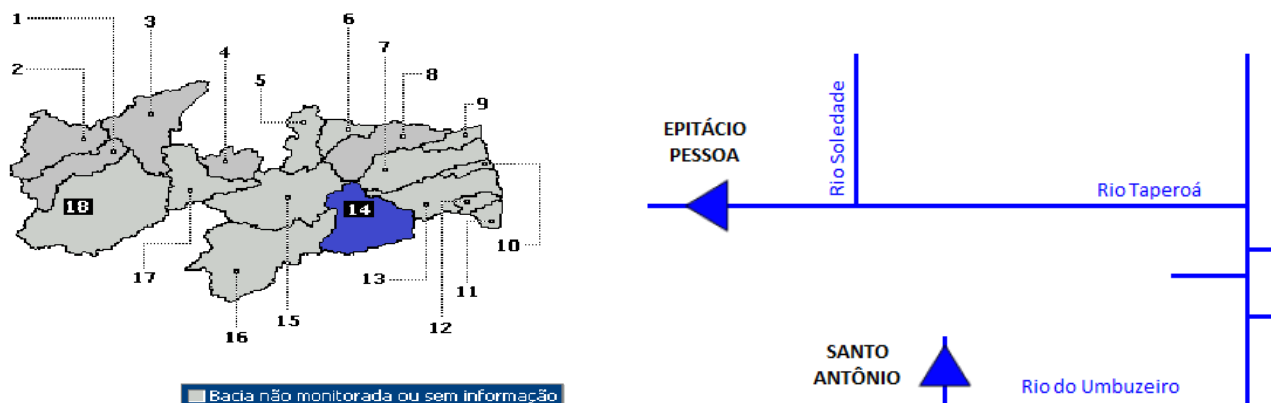 1
3
4
6
7
2
5
8
9
18
14
10
17
13
11
12
15
16
Bacia não monitorada ou sem informação
EPITÁCIO
PESSOA
Rio Soledade
Rio Taperoá
SANTO
ANTÔNIO
Rio do Umbuzeiro